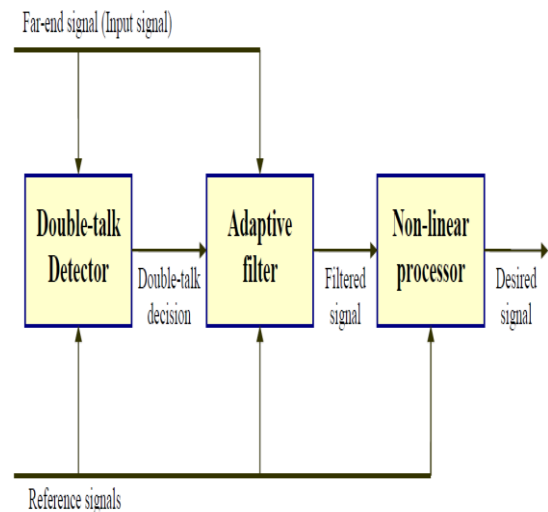 Far-end signal (Input signal)
Double-talk
Detector
Double-talk
decision
Adaptive
filter
Filtered
signal
Non-linear
processor
Desired
signal
Reference signals